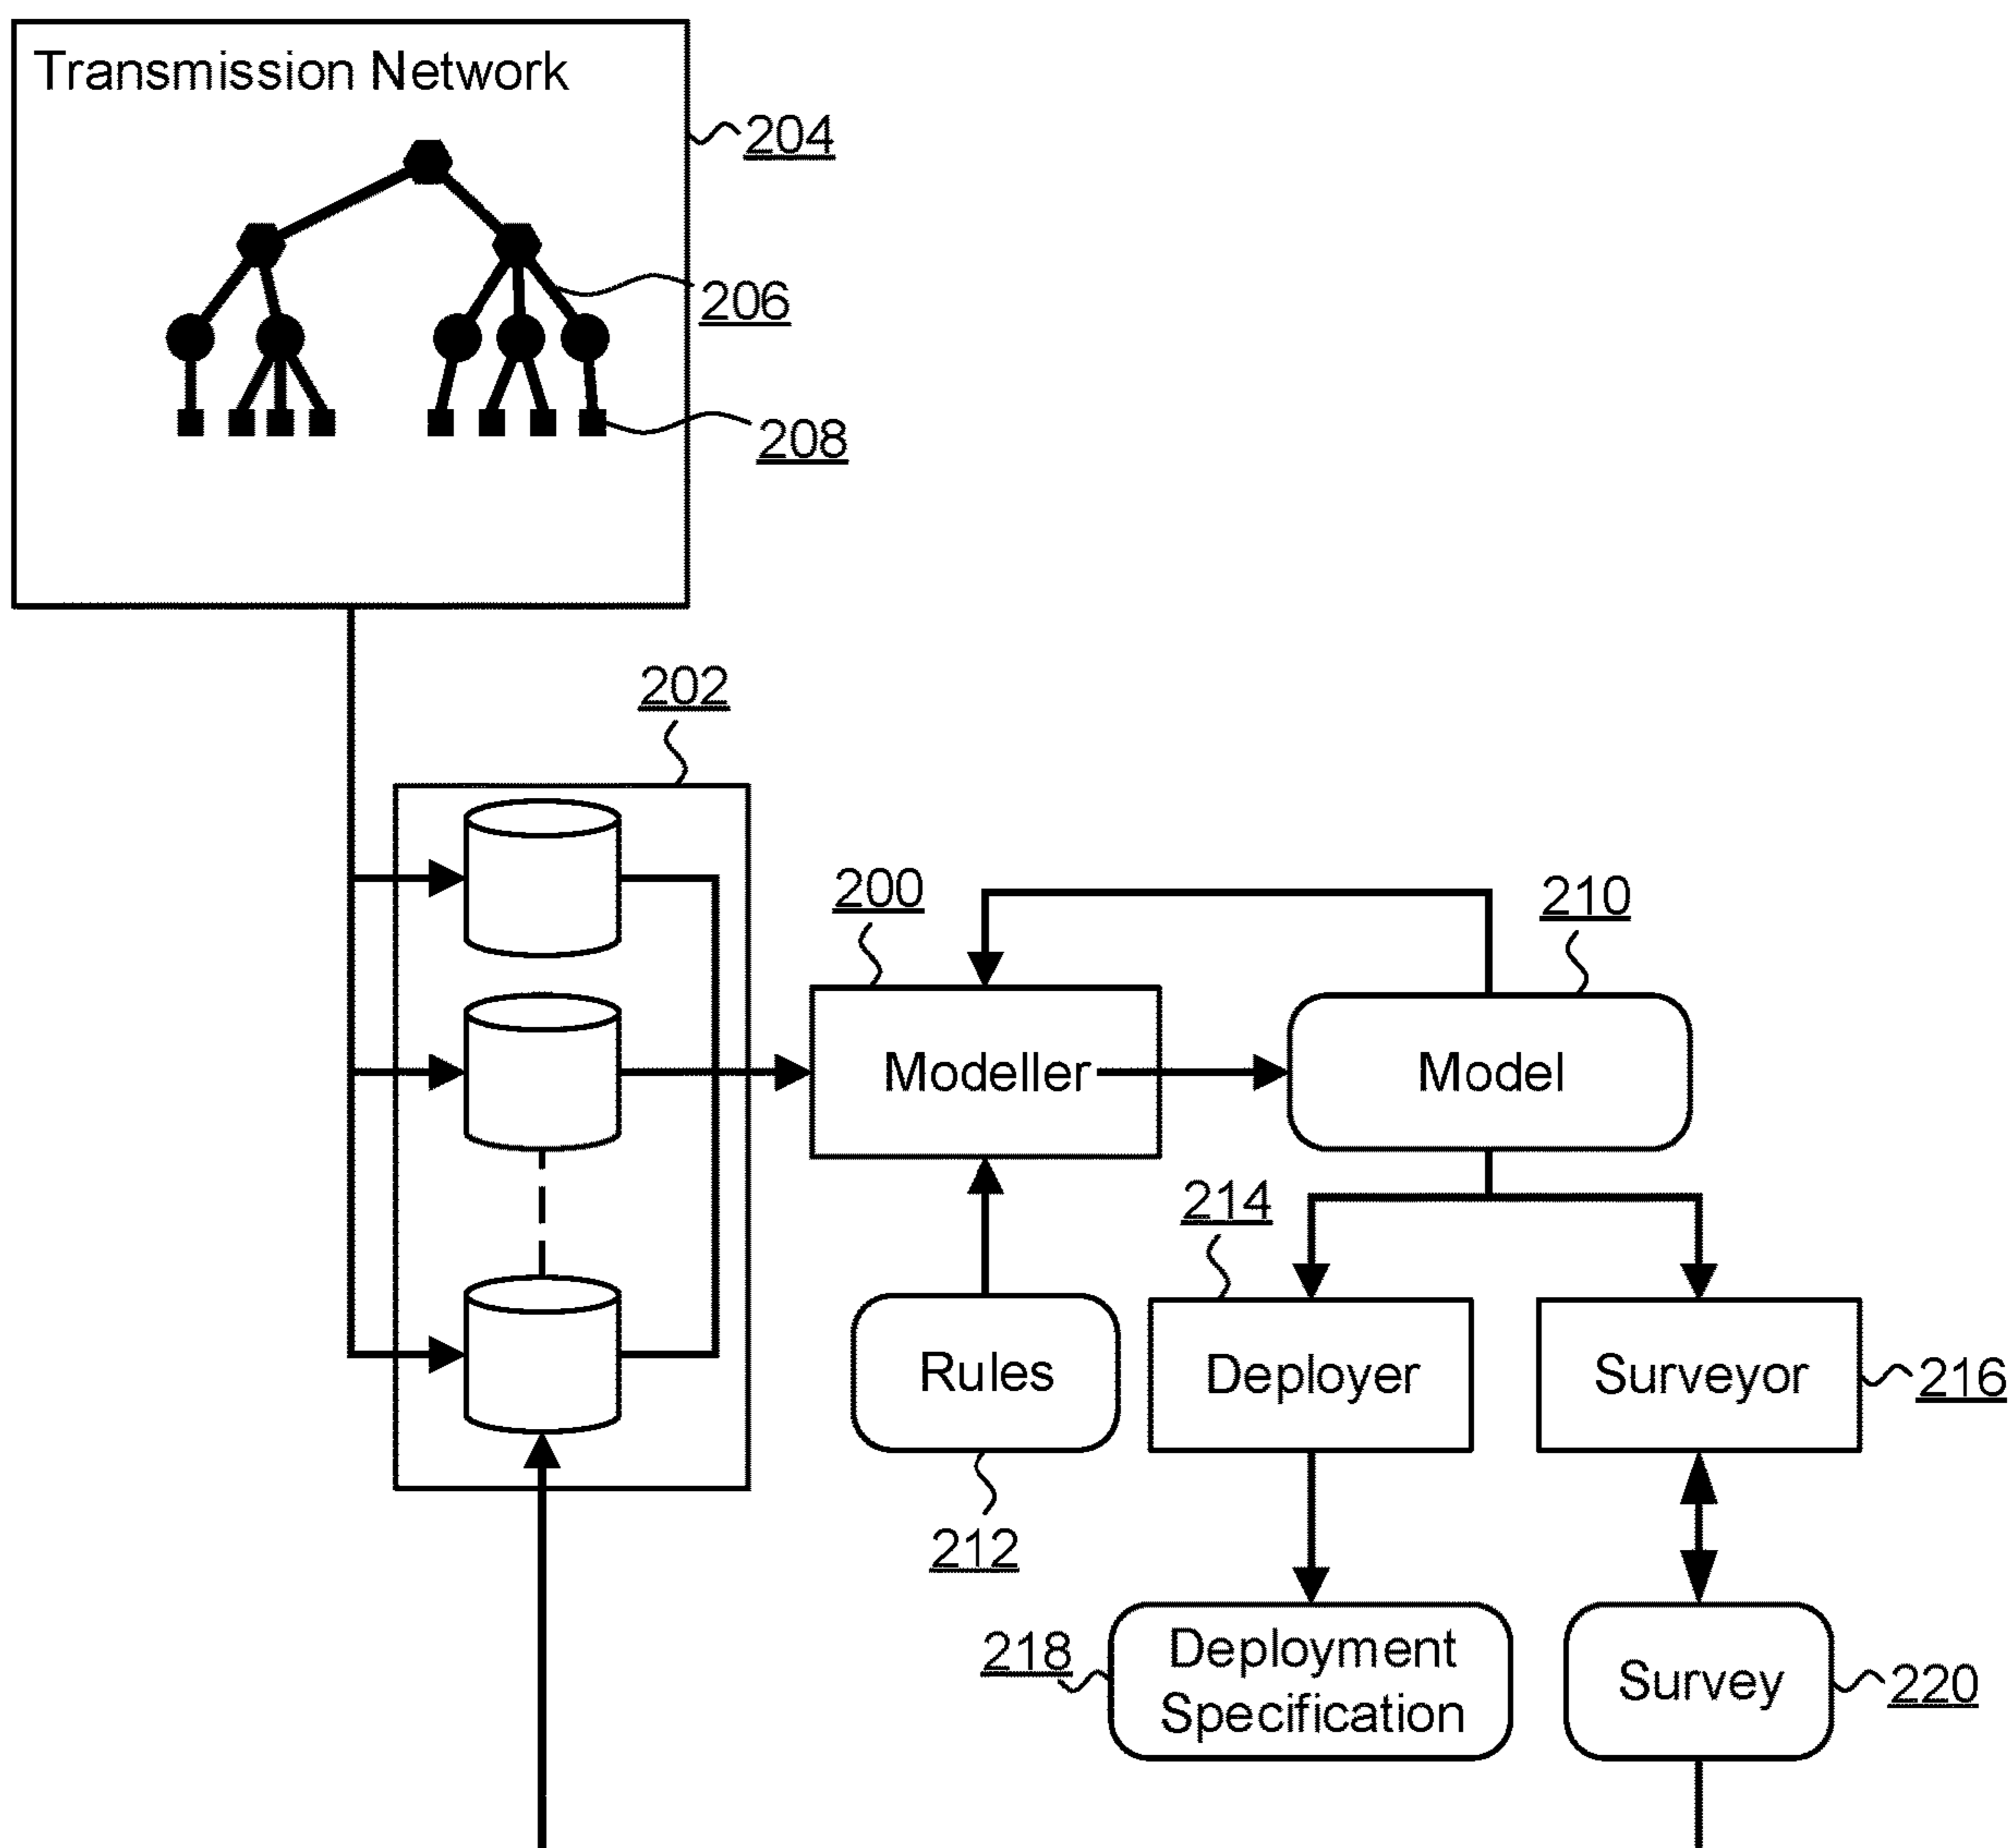 Transmission Network
204
206
208
202
200
210
Modeller
Model
214
Rules
Deployer
Surveyor
216
212
218
Deployment
Specification
Survey
220